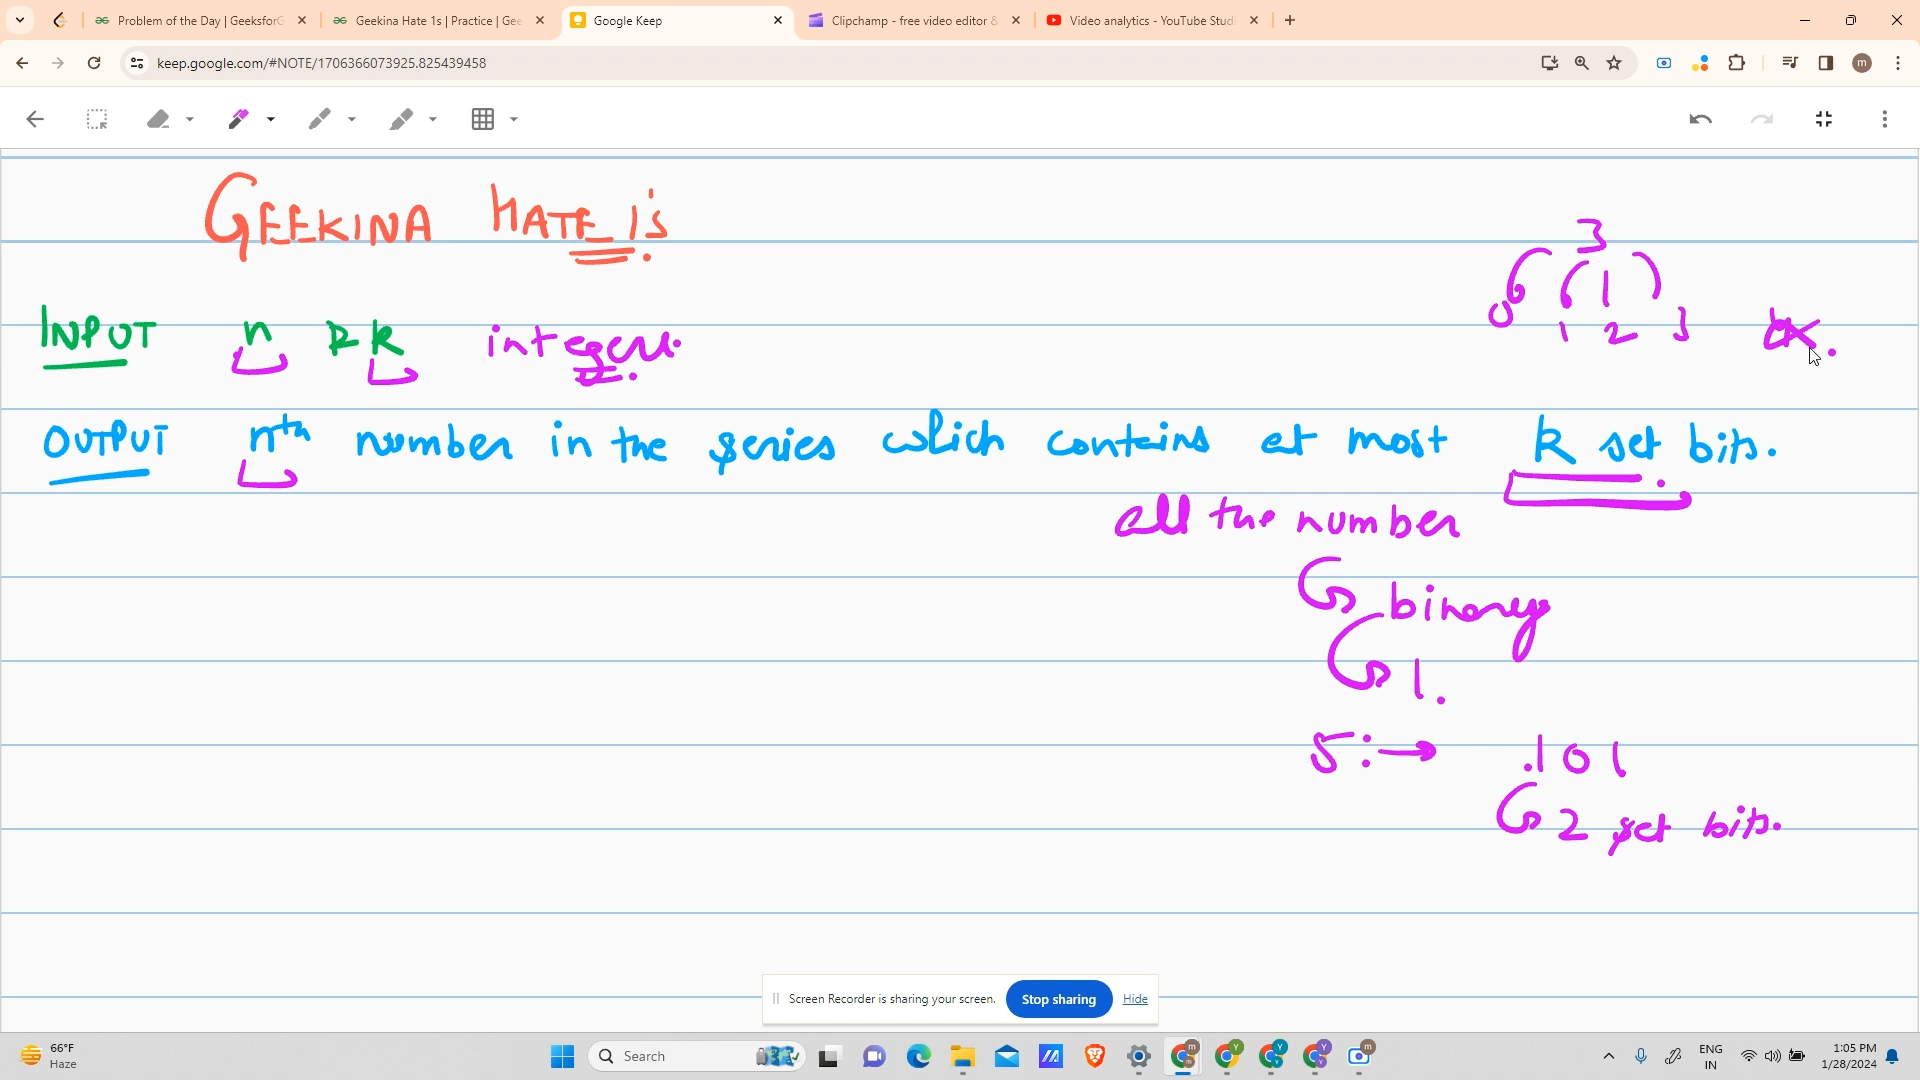 Problem of the Day | GeeksforG
Geekina Hate 1s | Practice | Gee
Google Keep
Clipchamp - free video editor &
Video analytics - YouTube Studi
keep.google.com/#NOTE/1706366073925.825439458
m
GEEKINA HATE 1's.
3
1
0 1 2 3
INPUT n & k integers.
OUTPUT nth number in the series which contains at most k set bits.
all the number
binary
1.
5: → 101
2 set bits.
Screen Recorder is sharing your screen.
Stop sharing
Hide
66°F
Haze
Search
ENG
IN
1:05 PM
1/28/2024